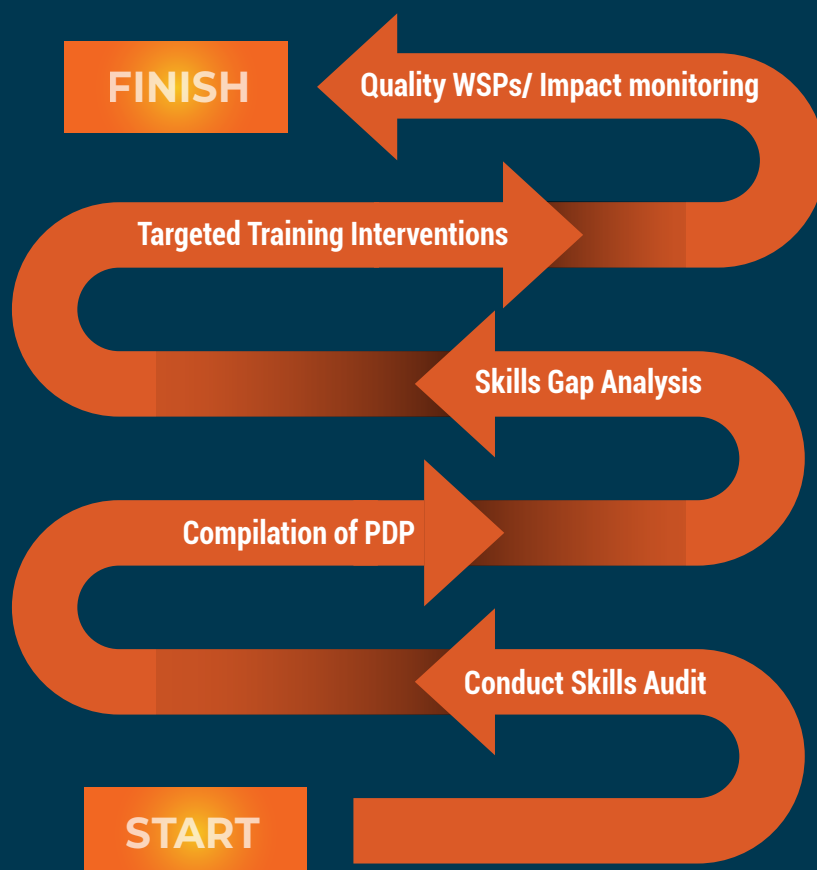 FINISH
Quality WSPs/ Impact monitoring
Targeted Training Interventions
Skills Gap Analysis
Compilation of PDP
Conduct Skills Audit
START